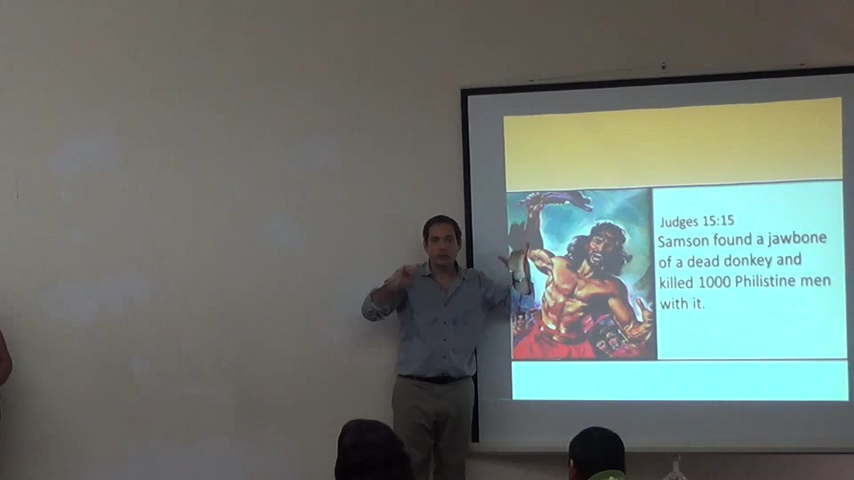 Judges 15:15
Samson found a jawbone
of a dead donkey and
killed 1000 Philistine men
with it.